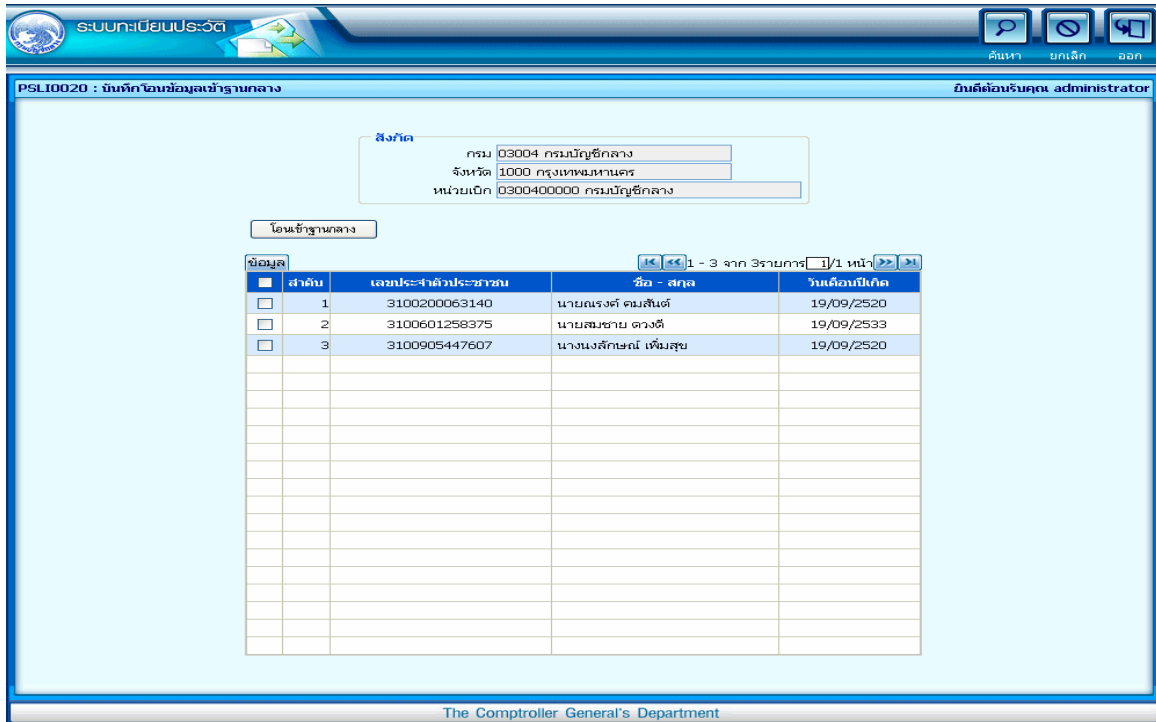 ระบบทะเบียนประวัติ
ค้นหา ยกเลิก ออก
PSLI0020 : บันทึกโอนข้อมูลเข้าฐานกลาง ยินดีต้อนรับคุณ administrator
สังกัด
กรม 03004 กรมบัญชีกลาง
จังหวัด 1000 กรุงเทพมหานคร
หน่วยเบิก 0300400000 กรมบัญชีกลาง
โอนเข้าฐานกลาง
ข้อมูล 1 - 3 จาก 3รายการ 1/1 หน้า
ลำดับ เลขประจำตัวประชาชน ชื่อ - สกุล วันเดือนปีเกิด
1 3100200063140 นายณรงค์ คมสันต์ 19/09/2520
2 3100601258375 นายสมชาย ดวงดี 19/09/2533
3 3100905447607 นางนงลักษณ์ เพิ่มสุข 19/09/2520
The Comptroller General's Department